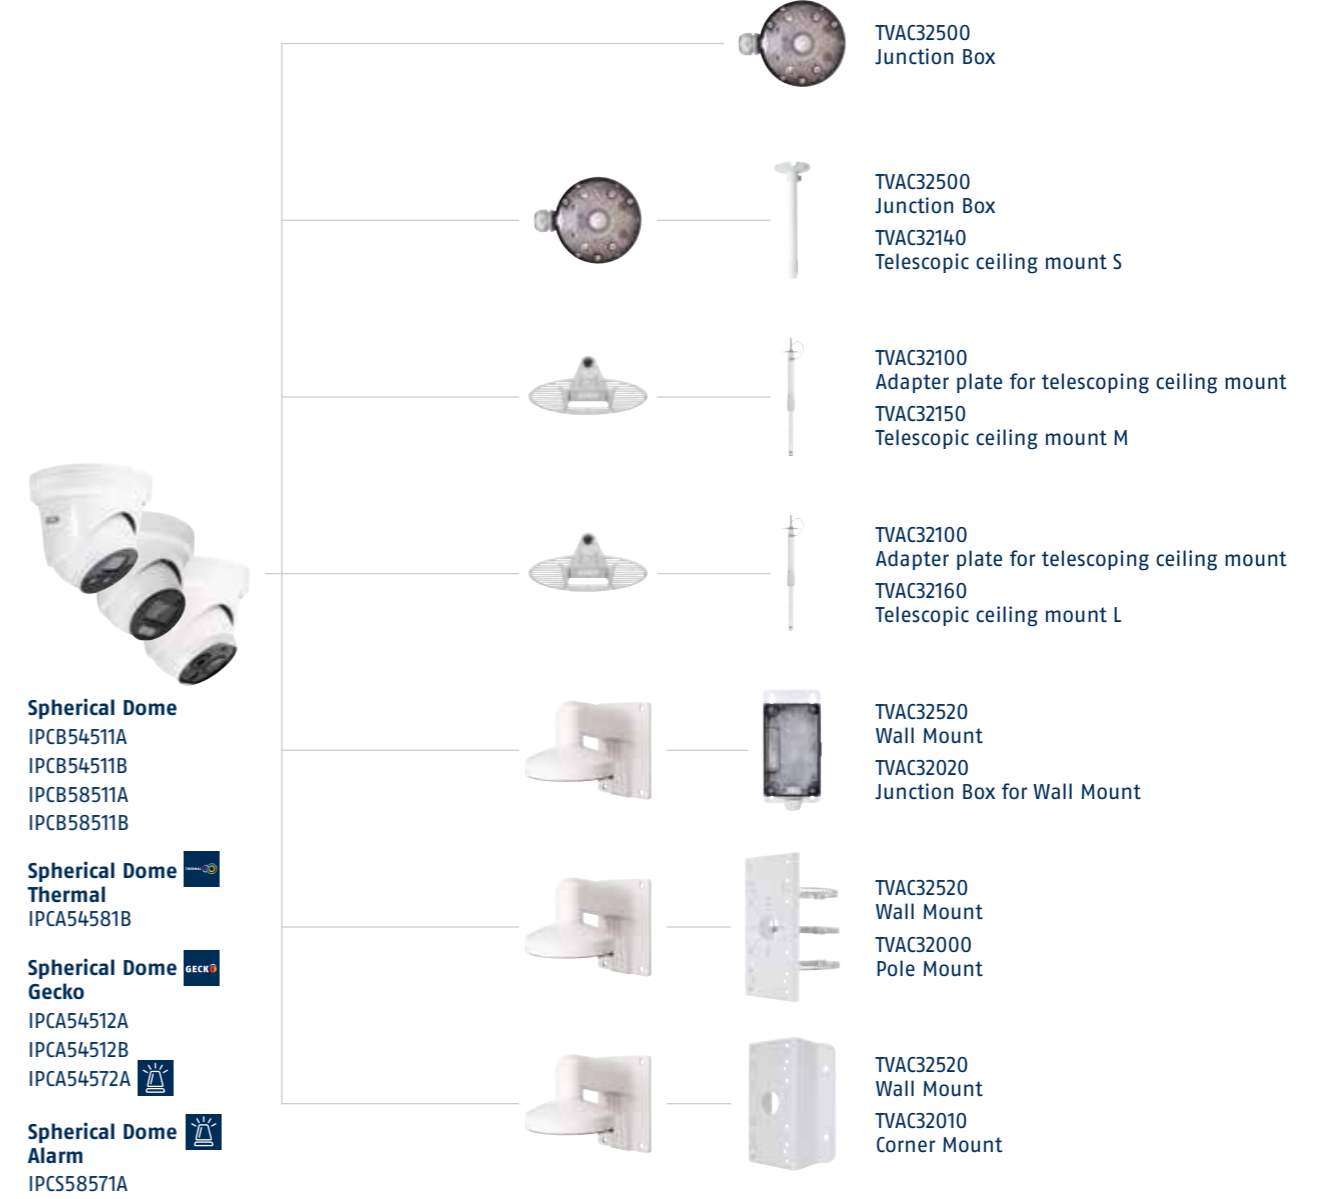 TVAC32500
Junction Box
TVAC32500
Junction Box
TVAC32140
Telescopic ceiling mount S
TVAC32100
Adapter plate for telescoping ceiling mount
TVAC32150
Telescopic ceiling mount M
TVAC32100
Adapter plate for telescoping ceiling mount
TVAC32160
Telescopic ceiling mount L
TVAC32520
Wall Mount
TVAC32020
Junction Box for Wall Mount
TVAC32520
Wall Mount
TVAC32000
Pole Mount
TVAC32520
Wall Mount
TVAC32010
Corner Mount
Spherical Dome
IPCB54511A
IPCB54511B
IPCB58511A
IPCB58511B
Spherical Dome THERMAL
Thermal
IPCA54581B
Spherical Dome GECKO
Gecko
IPCA54512A
IPCA54512B
IPCA54572A
Spherical Dome
Alarm
IPCS58571A